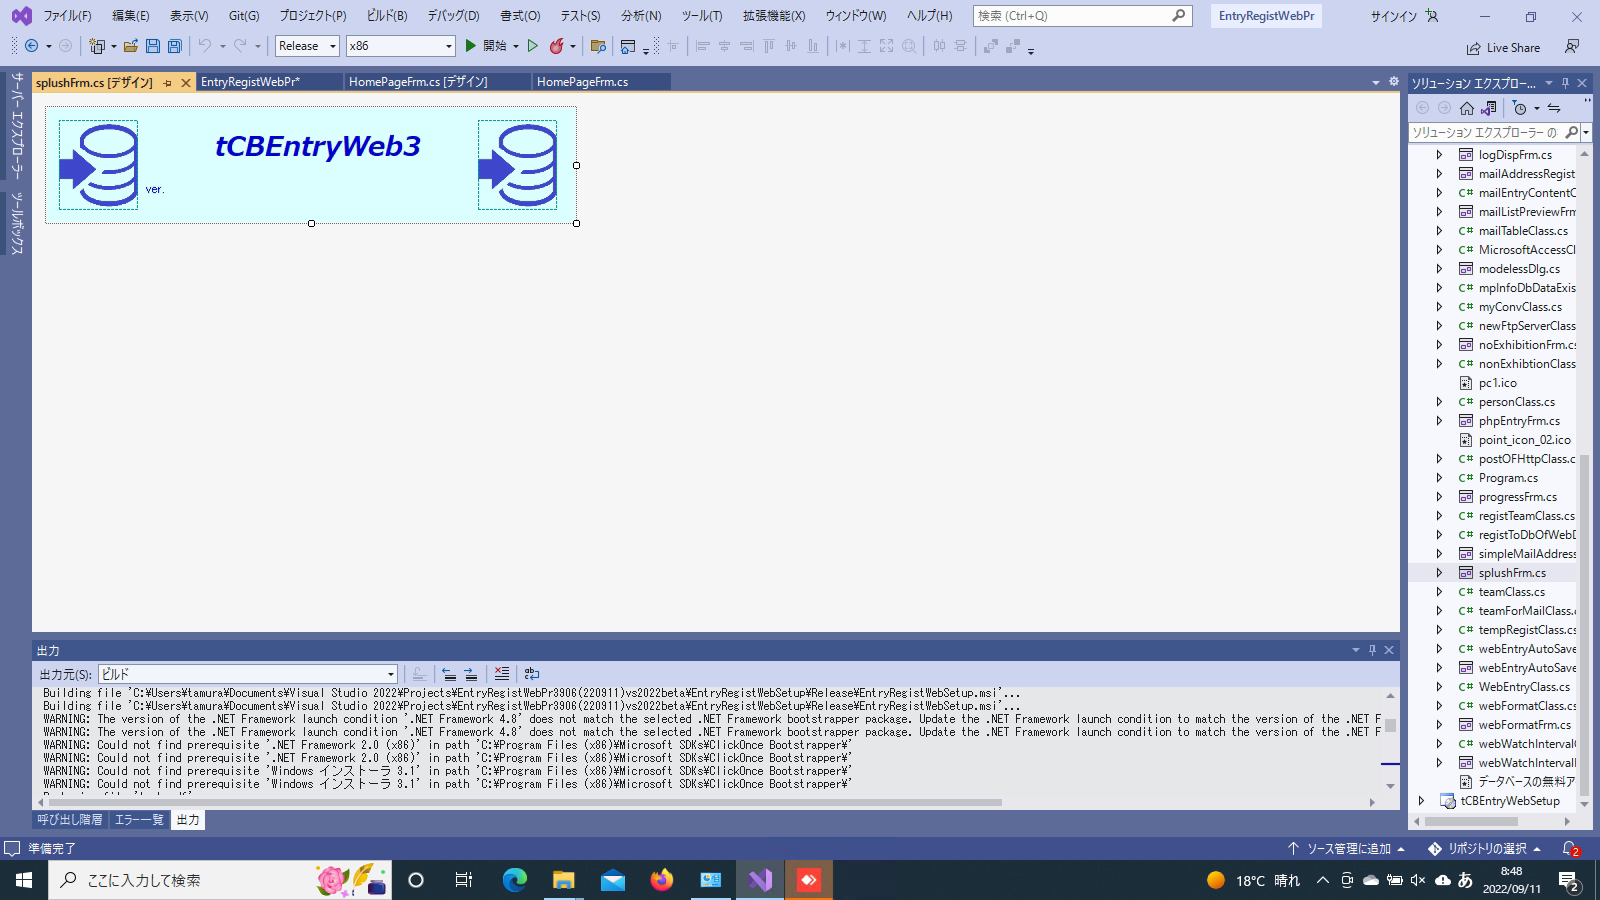 ファイル(F) 編集(E) 表示(V) Git(G) プロジェクト(P) ビルド(B) デバッグ(D) 書式(O) テスト(S) 分析(N) ツール(T) 拡張機能(X) ウィンドウ(W) ヘルプ(H) 検索 (Ctrl+Q) EntryRegistWebPr サインイン
Release x86 開始 Live Share
サーバー エクスプローラー
ツールボックス
splushFrm.cs [デザイン] EntryRegistWebPr* HomePageFrm.cs [デザイン] HomePageFrm.cs
tCBEntryWeb3
ver.
ソリューション エクスプロー...
ソリューション エクスプローラー の
logDispFrm.cs
mailAddressRegist
mailEntryContentC
mailListPreviewFrm
mailTableClass.cs
MicrosoftAccessCl
modelessDlg.cs
mpInfoDbDataExis
myConvClass.cs
newFtpServerClass
noExhibitionFrm.cs
nonExhibtionClass
pc1.ico
personClass.cs
phpEntryFrm.cs
point_icon_02.ico
postOFHttpClass.c
Program.cs
progressFrm.cs
registTeamClass.cs
registToDbOfWebD
simpleMailAddress
splushFrm.cs
teamClass.cs
teamForMailClass.c
tempRegistClass.cs
webEntryAutoSave
webEntryAutoSave
WebEntryClass.cs
webFormatClass.cs
webFormatFrm.cs
webWatchInterval
webWatchIntervall
データベースの無料ア
tCBEntryWebSetup
出力
出力元(S): ビルド
Building file 'C:¥Users¥tamura¥Documents¥Visual Studio 2022¥Projects¥EntryRegistWebPr3306(220911)vs2022beta¥EntryRegistWebSetup¥Release¥EntryRegistWebSetup.msi'...
Building file 'C:¥Users¥tamura¥Documents¥Visual Studio 2022¥Projects¥EntryRegistWebPr3306(220911)vs2022beta¥EntryRegistWebSetup¥Release¥EntryRegistWebSetup.msi'...
WARNING: The version of the .NET Framework launch condition '.NET Framework 4.8' does not match the selected .NET Framework bootstrapper package. Update the .NET Framework launch condition to match the version of the .NET F
WARNING: The version of the .NET Framework launch condition '.NET Framework 4.8' does not match the selected .NET Framework bootstrapper package. Update the .NET Framework launch condition to match the version of the .NET F
WARNING: Could not find prerequisite '.NET Framework 2.0 (x86)' in path 'C:¥Program Files (x86)¥Microsoft SDKs¥ClickOnce Bootstrapper¥'
WARNING: Could not find prerequisite '.NET Framework 2.0 (x86)' in path 'C:¥Program Files (x86)¥Microsoft SDKs¥ClickOnce Bootstrapper¥'
WARNING: Could not find prerequisite 'Windows インストーラ 3.1' in path 'C:¥Program Files (x86)¥Microsoft SDKs¥ClickOnce Bootstrapper¥'
WARNING: Could not find prerequisite 'Windows インストーラ 3.1' in path 'C:¥Program Files (x86)¥Microsoft SDKs¥ClickOnce Bootstrapper¥'
呼び出し階層 エラー一覧 出力
準備完了 ソース管理に追加 リポジトリの選択 2
ここに入力して検索 18°C 晴れ あ 8:48
2022/09/11 2